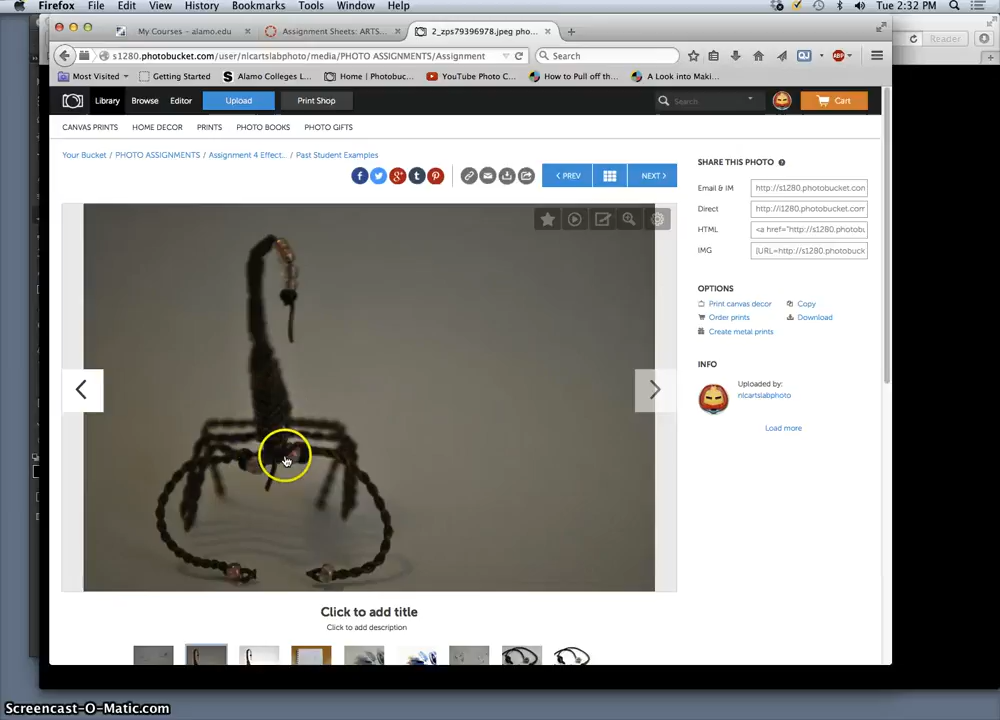 Firefox File Edit View History Bookmarks Tools Window Help Tue 2:32 PM
My Courses – alamo.edu × Assignment Sheets: ARTS... × 2_zps79396978.jpeg pho... × +
s1280.photobucket.com/user/nlcartslabphoto/media/PHOTO ASSIGNMENTS/Assignment Search Reader
Most Visited Getting Started Alamo Colleges L... Home | Photobuc... YouTube Photo C... How to Pull off th... A Look into Maki...
Library Browse Editor Upload Print Shop Search Cart
CANVAS PRINTS HOME DECOR PRINTS PHOTO BOOKS PHOTO GIFTS
Your Bucket / PHOTO ASSIGNMENTS / Assignment 4 Effect... / Past Student Examples
SHARE THIS PHOTO ?
< PREV NEXT >
Email & IM http://s1280.photobucket.con
Direct http://i1280.photobucket.com
HTML <a href="http://s1280.photobu
IMG [URL=http://s1280.photobuck
OPTIONS
Print canvas decor Copy
Order prints Download
Create metal prints
INFO
Uploaded by:
nlcartslabphoto
Load more
Click to add title
Click to add description
Screencast-O-Matic.com